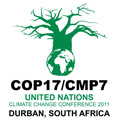 COP17/CMP7
UNITED NATIONS
CLIMATE CHANGE CONFERENCE 2011
DURBAN, SOUTH AFRICA